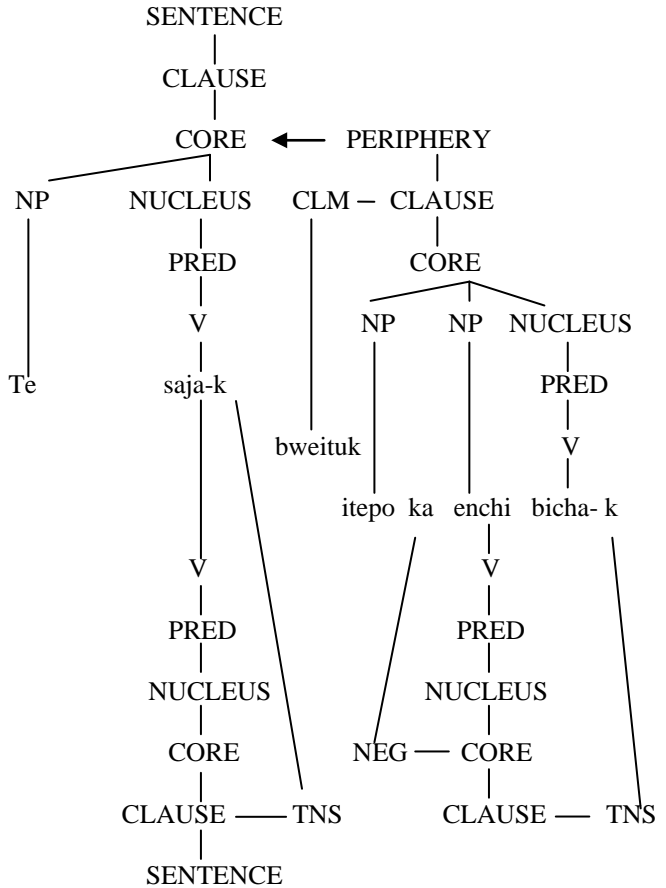 SENTENCE
CLAUSE
CORE PERIPHERY
NP NUCLEUS CLM CLAUSE
PRED CORE
V NP NP NUCLEUS
Te saja-k PRED
bweituk V
itepo ka enchi bicha- k
V V
PRED PRED
NUCLEUS NUCLEUS
CORE NEG CORE
CLAUSE TNS CLAUSE TNS
SENTENCE